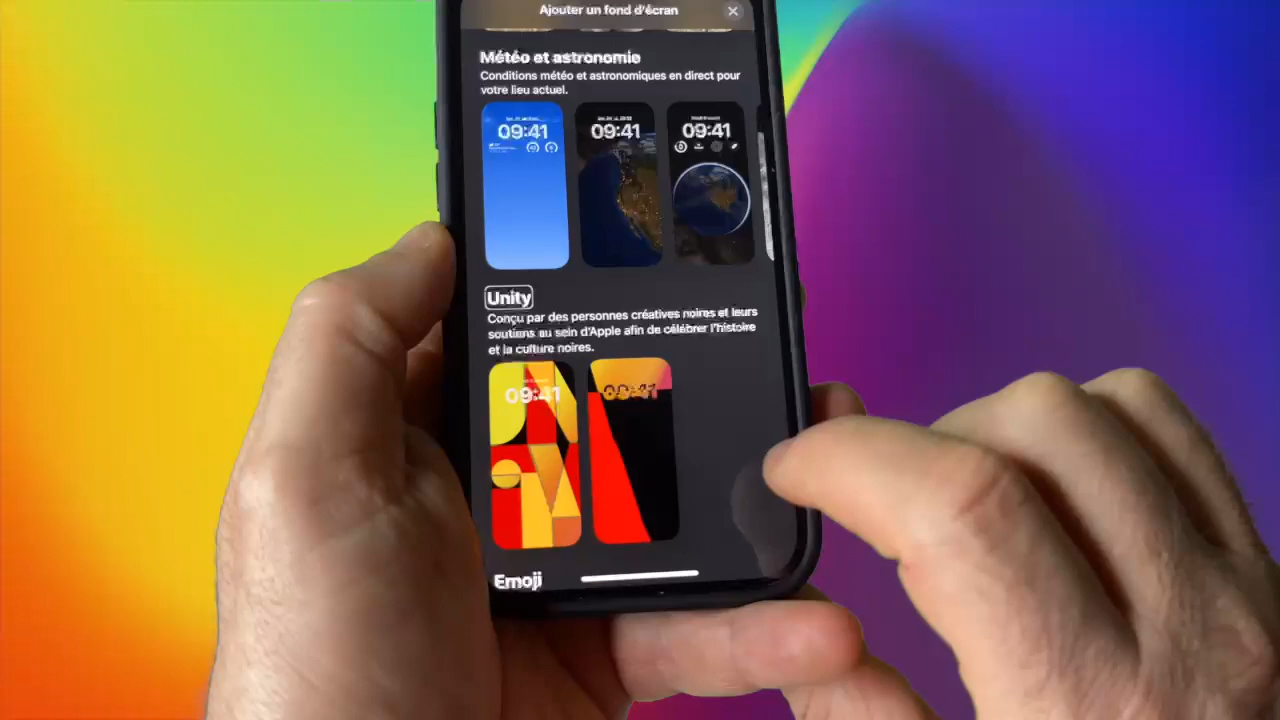 Ajouter un fond d'écran
Météo et astronomie
Conditions météo et astronomiques en direct pour
votre lieu actuel.
09:41
09:41
09:41
Unity
Conçu par des personnes créatives noires et leurs
soutiens au sein d'Apple afin de célébrer l'histoire
et la culture noires.
09:41
09:41
Emoji